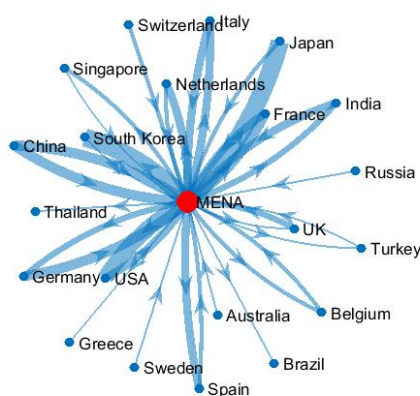 Switzerland
Italy
Japan
Singapore
Netherlands
India
France
South Korea
China
Russia
MENA
Thailand
UK
Turkey
Germany
USA
Australia
Belgium
Greece
Sweden
Brazil
Spain